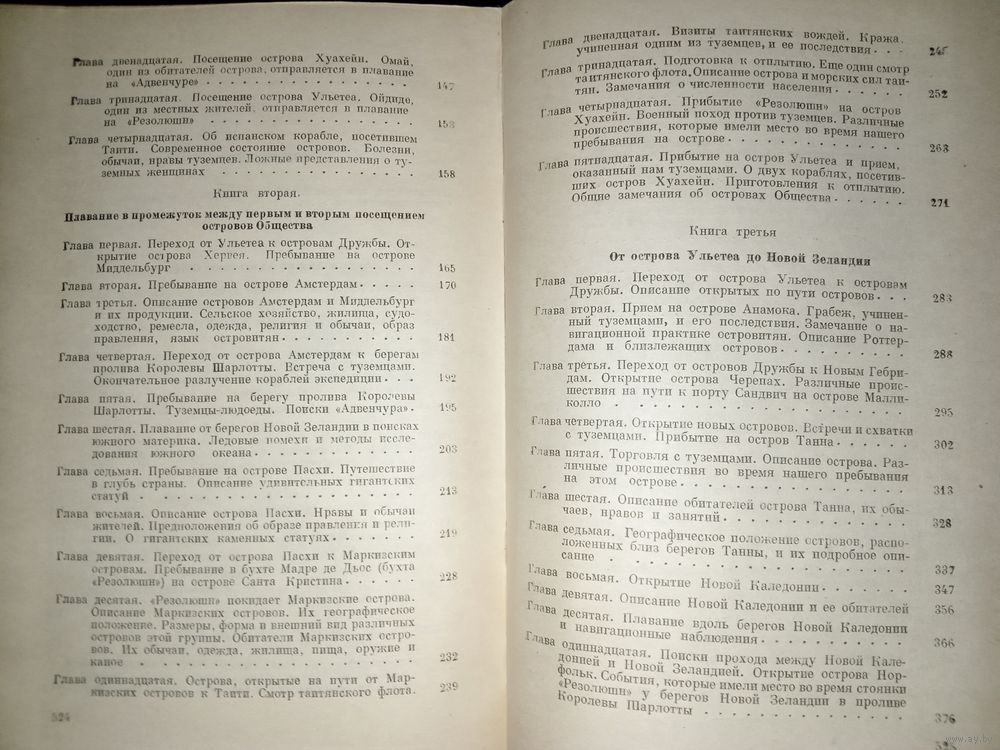 Глава двенадцатая. Посещение острова Хуахейн. Омай,
один из обитателей острова, отправляется в плавание
на «Адвенчуре» . . . . . . . . . . . . . . . 147
Глава тринадцатая. Посещение острова Ульетеа. Ойдидо,
один из местных жителей, отправляется в плавание
на «Резолюшн» . . . . . . . . . . . . . . . 153
Глава четырнадцатая. Об испанском корабле, посетившем
Таити. Современное состояние островов. Болезни,
обычаи, нравы туземцев. Ложные представления о ту-
земных женщинах . . . . . . . . . . . . . . 158
Книга вторая.
Плавание в промежуток между первым и вторым посещением
островов Общества
Глава первая. Переход от Ульетеа к островам Дружбы. От-
крытие острова Хервея. Пребывание на острове
Миддельбург . . . . . . . . . . . . . . . . 165
Глава вторая. Пребывание на острове Амстердам . . . . . 170
Глава третья. Описание островов Амстердам и Миддельбург
и их продукции. Сельское хозяйство, жилища, судо-
ходство, ремесла, одежда, религия и обычаи, образ
правления, язык островитян . . . . . . . . . . 181
Глава четвертая. Переход от острова Амстердам к берегам
пролива Королевы Шарлотты. Встреча с туземцами.
Окончательное разлучение кораблей экспедиции . . . 192
Глава пятая. Пребывание на берегу пролива Королевы
Шарлотты. Туземцы-людоеды. Поиски «Адвенчура» . 195
Глава шестая. Плавание от берегов Новой Зеландии в поисках
южного материка. Ледовые помехи и методы иссле-
дования южного океана . . . . . . . . . . . . 203
Глава седьмая. Пребывание на острове Пасхи. Путешествие
в глубь страны. Описание удивительных гигантских
статуй . . . . . . . . . . . . . . . . . . 213
Глава восьмая. Описание острова Пасхи. Нравы и обычаи
жителей. Предположения об образе правления и рели-
гии. О гигантских каменных статуях . . . . . . . 219
Глава девятая. Переход от острова Пасхи к Маркизским
островам. Пребывание в бухте Мадре де Дьос (бухта
«Резолюшн») на острове Санта Кристина . . . . . . 228
Глава десятая. «Резолюшн» покидает Маркизские острова.
Описание Маркизских островов. Их географическое
положение. Размеры, форма и внешний вид различных
островов этой группы. Обитатели Маркизских остро-
вов. Их обычаи, одежда, жилища, пища, оружие и
каное . . . . . . . . . . . . . . . . . . 232
Глава одиннадцатая. Острова, открытые на пути от Мар-
кизских островов к Таити. Смотр таитянского флота. 239
524
Глава двенадцатая. Визиты таитянских вождей. Кража,
учиненная одним из туземцев, и ее последствия . . . 245
Глава тринадцатая. Подготовка к отплытию. Еще один смотр
таитянского флота. Описание острова и морских сил таи-
тян. Замечания о численности населения . . . . . . 252
Глава четырнадцатая. Прибытие «Резолюшн» на остров
Хуахейн. Военный поход против туземцев. Различные
происшествия, которые имели место во время нашего
пребывания на острове . . . . . . . . . . . . 263
Глава пятнадцатая. Прибытие на остров Ульетеа и прием,
оказанный нам туземцами. О двух кораблях, посетив-
ших остров Хуахейн. Приготовления к отплытию.
Общие замечания об островах Общества . . . . . . 271
Книга третья
От острова Ульетеа до Новой Зеландии
Глава первая. Переход от острова Ульетеа к островам
Дружбы. Описание открытых по пути островов . . . 283
Глава вторая. Прием на острове Анамока. Грабеж, учинен-
ный туземцами, и его последствия. Замечание о на-
вигационной практике островитян. Описание Роттер-
дама и близлежащих островов . . . . . . . . . 288
Глава третья. Переход от островов Дружбы к Новым Гебри-
дам. Открытие острова Черепах. Различные проис-
шествия на пути к порту Сандвич на острове Малли-
колло . . . . . . . . . . . . . . . . . . 295
Глава четвертая. Открытие новых островов. Встречи и схватки
с туземцами. Прибытие на остров Танна . . . . . . 302
Глава пятая. Торговля с туземцами. Описание острова. Раз-
личные происшествия во время нашего пребывания
на этом острове . . . . . . . . . . . . . . . 313
Глава шестая. Описание обитателей острова Танна, их обы-
чаев, нравов и занятий . . . . . . . . . . . . 328
Глава седьмая. Географическое положение островов, распо-
ложенных близ берегов Танны, и их подробное опи-
сание . . . . . . . . . . . . . . . . . . 337
Глава восьмая. Открытие Новой Каледонии . . . . . . . 347
Глава девятая. Описание Новой Каледонии и ее обитателей 356
Глава десятая. Плавание вдоль берегов Новой Каледонии
и навигационные наблюдения . . . . . . . . . . 366
Глава одиннадцатая. Поиски прохода между Новой Кале-
донией и Новой Зеландией. Открытие острова Нор-
фольк. События, которые имели место во время стоянки
«Резолюшн» у берегов Новой Зеландии в проливе
Королевы Шарлотты . . . . . . . . . . . . . 376
www.ay.by